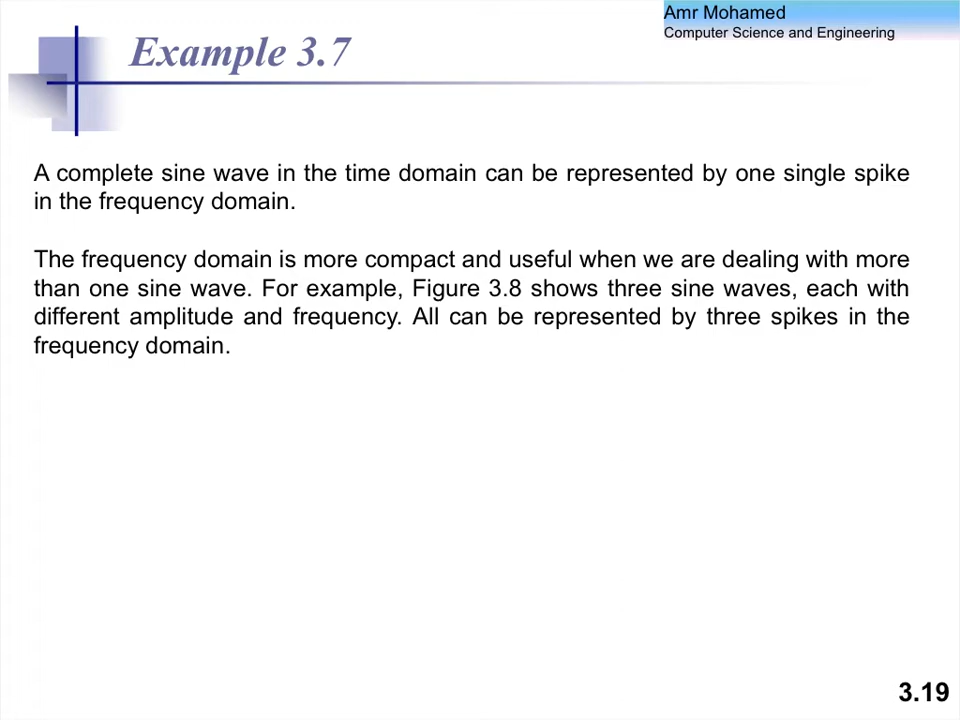 Amr Mohamed
Computer Science and Engineering
Example 3.7
A complete sine wave in the time domain can be represented by one single spike
in the frequency domain.
The frequency domain is more compact and useful when we are dealing with more
than one sine wave. For example, Figure 3.8 shows three sine waves, each with
different amplitude and frequency. All can be represented by three spikes in the
frequency domain.
3.19